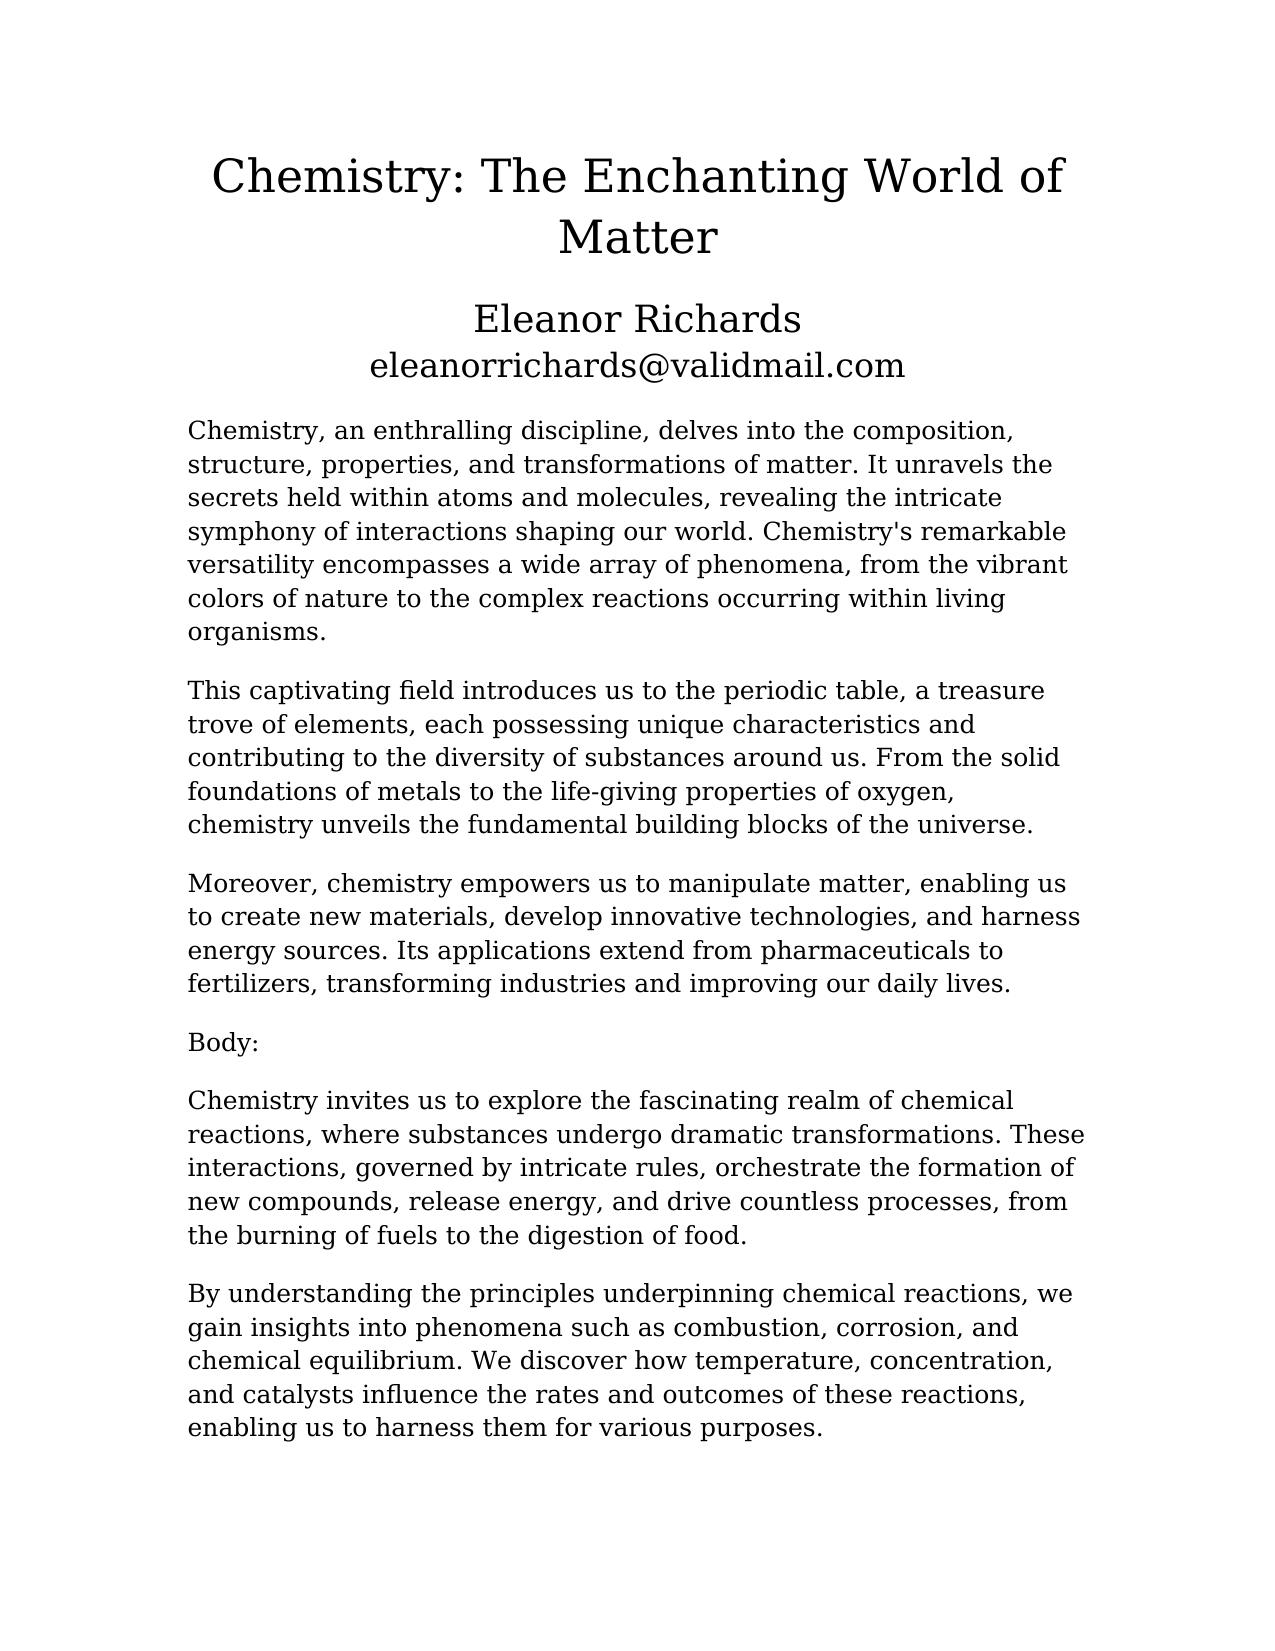 Chemistry: The Enchanting World of
Matter
Eleanor Richards
eleanorrichards@validmail.com
Chemistry, an enthralling discipline, delves into the composition,
structure, properties, and transformations of matter. It unravels the
secrets held within atoms and molecules, revealing the intricate
symphony of interactions shaping our world. Chemistry's remarkable
versatility encompasses a wide array of phenomena, from the vibrant
colors of nature to the complex reactions occurring within living
organisms.
This captivating field introduces us to the periodic table, a treasure
trove of elements, each possessing unique characteristics and
contributing to the diversity of substances around us. From the solid
foundations of metals to the life-giving properties of oxygen,
chemistry unveils the fundamental building blocks of the universe.
Moreover, chemistry empowers us to manipulate matter, enabling us
to create new materials, develop innovative technologies, and harness
energy sources. Its applications extend from pharmaceuticals to
fertilizers, transforming industries and improving our daily lives.
Body:
Chemistry invites us to explore the fascinating realm of chemical
reactions, where substances undergo dramatic transformations. These
interactions, governed by intricate rules, orchestrate the formation of
new compounds, release energy, and drive countless processes, from
the burning of fuels to the digestion of food.
By understanding the principles underpinning chemical reactions, we
gain insights into phenomena such as combustion, corrosion, and
chemical equilibrium. We discover how temperature, concentration,
and catalysts influence the rates and outcomes of these reactions,
enabling us to harness them for various purposes.